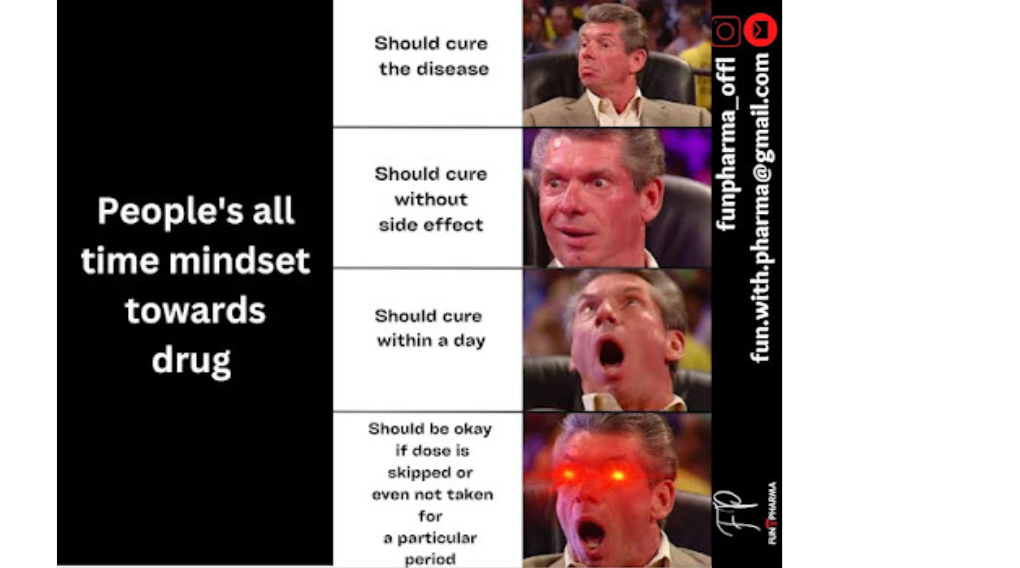 People's all
time mindset
towards
drug
Should cure
the disease
Should cure
without
side effect
Should cure
within a day
Should be okay
if dose is
skipped or
even not taken
for
a particular
period
funpharma_offl
fun.with.pharma@gmail.com
FP
FUN PHARMA